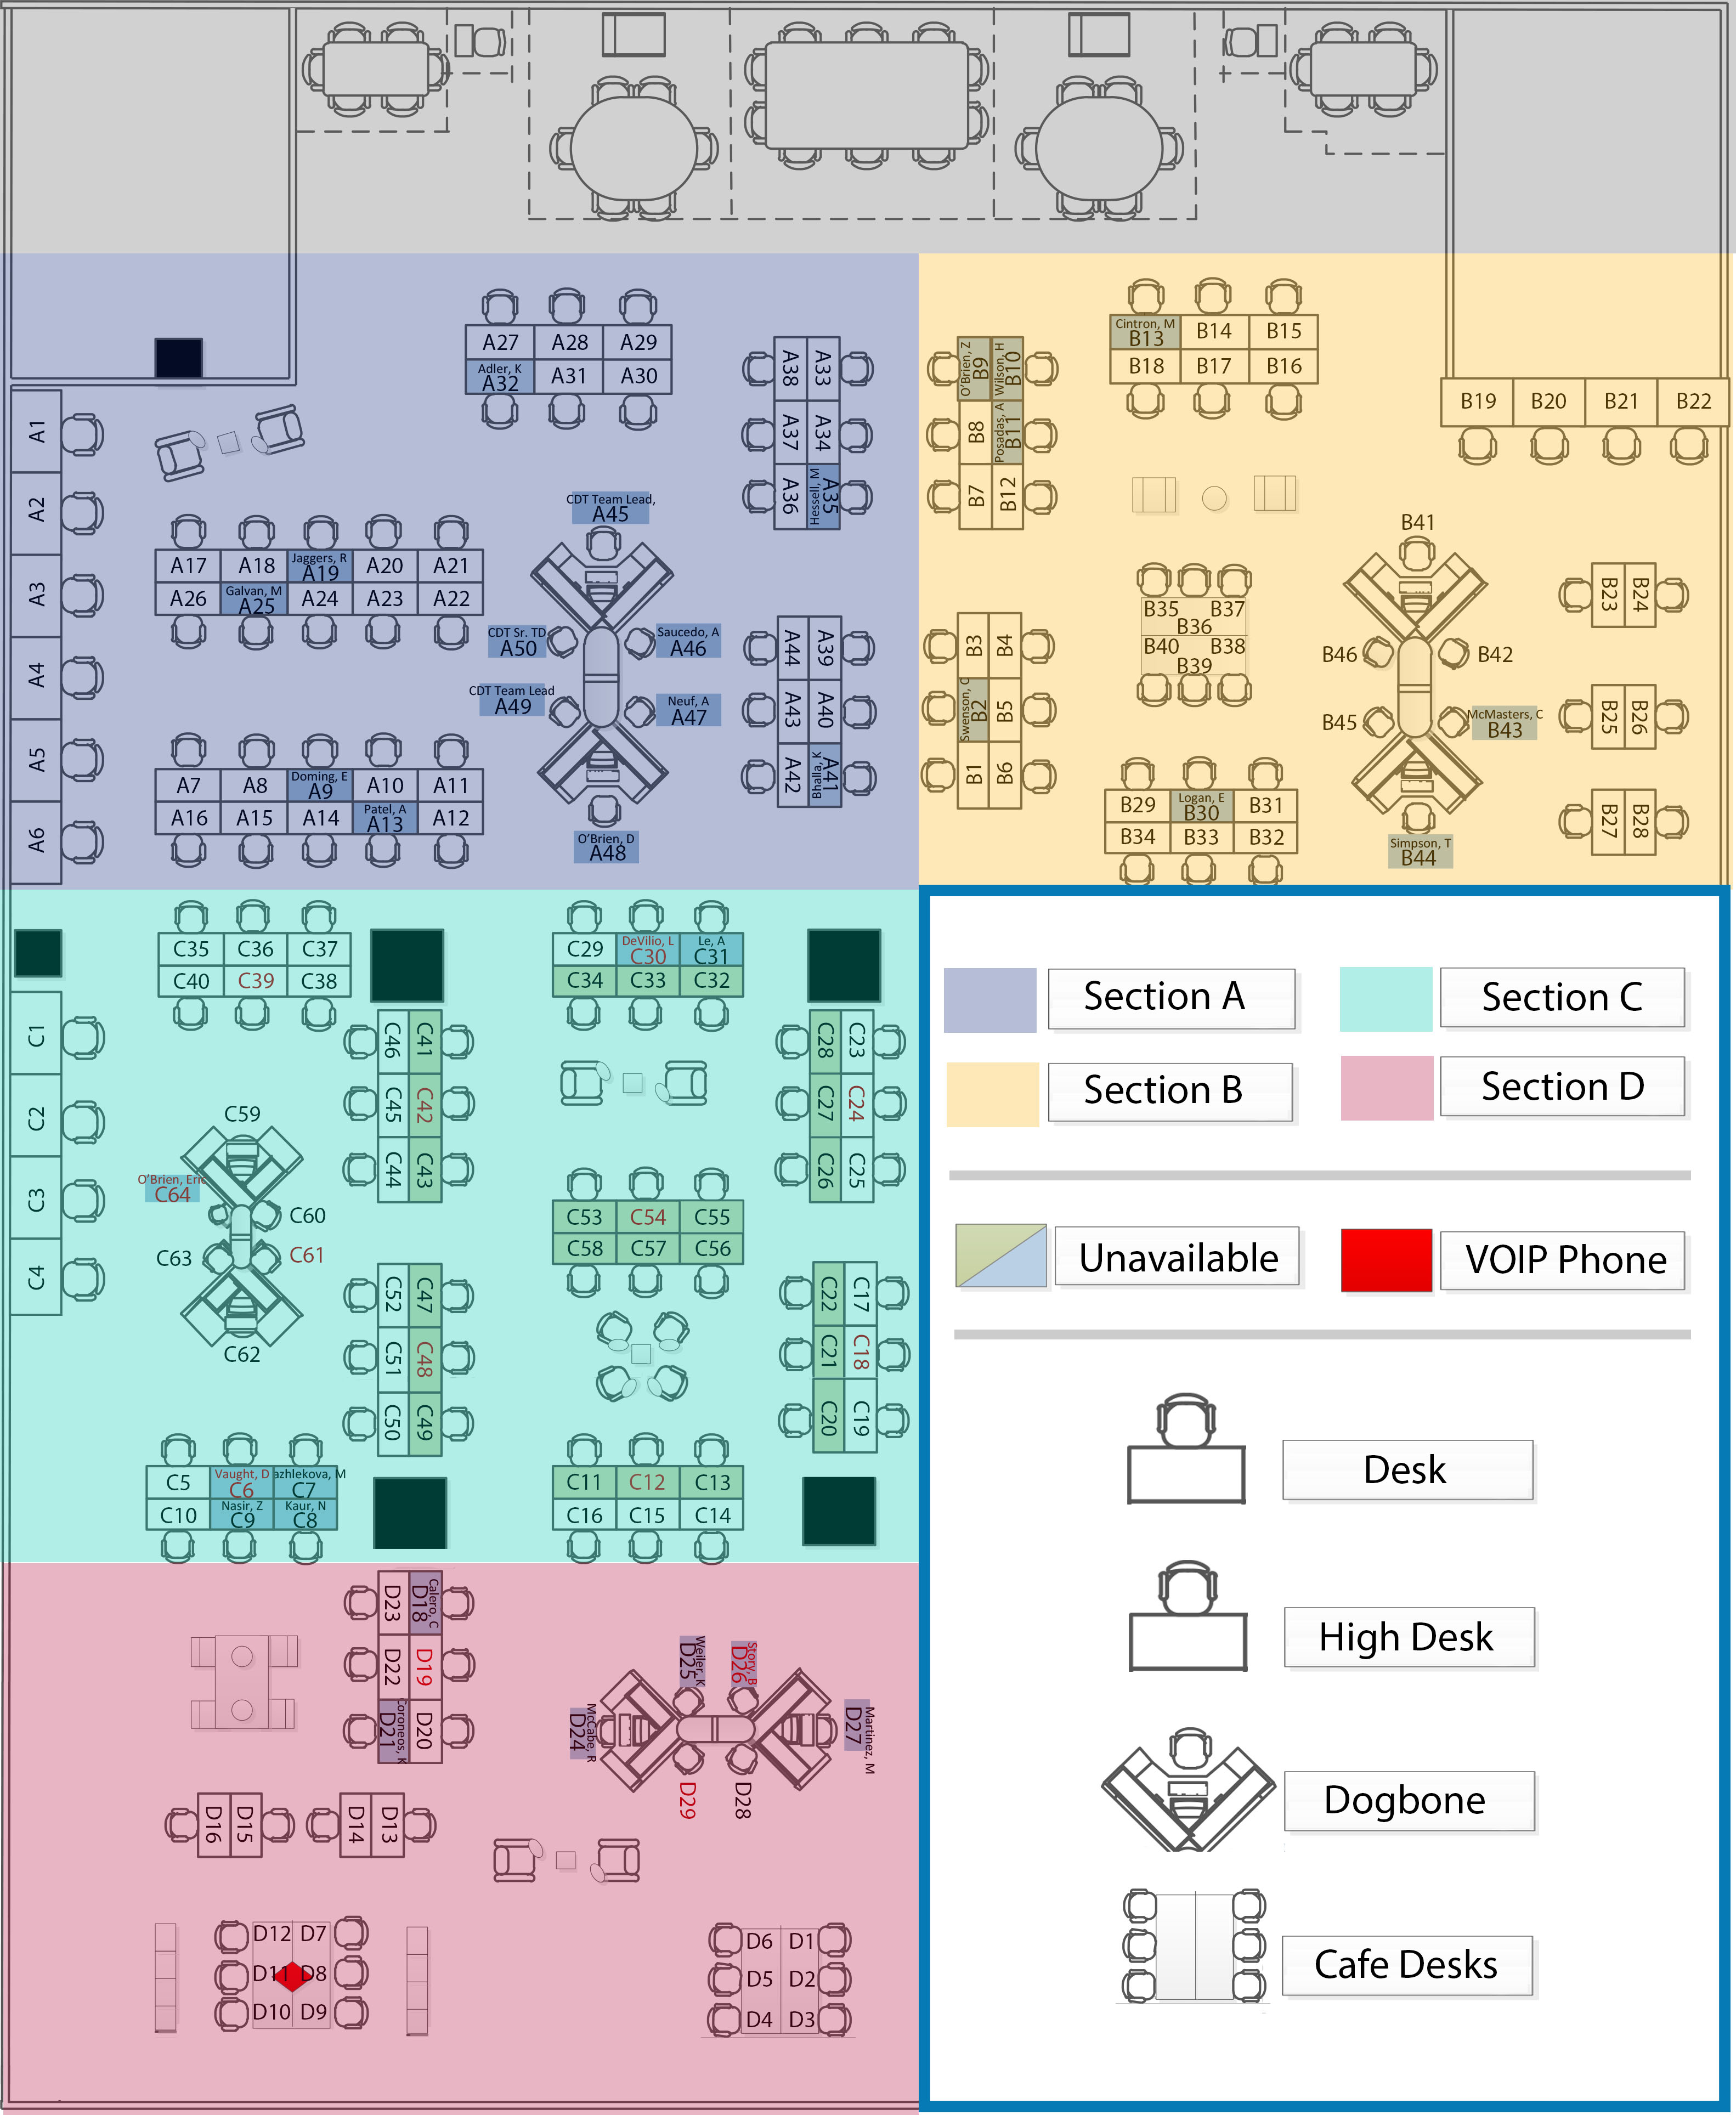 A27 A28 A29
Adler, K
A32 A31 A30
A38 A33
A37 A34
A36 A35
Hesell, M
A1
A2
A3
A4
A5
A6
CDT Team Lead,
A45
Jaggers, R
A17 A18 A19 A20 A21
Galvan, M
A26 A25 A24 A23 A22
CDT Sr. TD
A50
Saucedo, A
A46
CDT Team Lead
A49
Neuf, A
A47
O'Brien, D
A48
A44 A39
A43 A40
A42 A41
Bhalla, K
Doming, E
A7 A8 A9 A10 A11
Patel, A
A16 A15 A14 A13 A12
O'Brien, Z
B9
Wilson, H
B10
B8
Posadas, A
B11
B7 B12
Cintron, M
B13 B14 B15
B18 B17 B16
B19 B20 B21 B22
B41
B35 B37
B36
B40 B38
B39
B46 B42
B45
McMasters, C
B43
Simpson, T
B44
B23 B24
B25 B26
B27 B28
B3 B4
Swenson, C
B2 B5
B1 B6
Logan, E
B29 B30 B31
B34 B33 B32
C35 C36 C37
C40 C39 C38
DeVilio, L
Le, A
C29 C30 C31
C34 C33 C32
C1
C2
C3
C4
C46 C41
C45 C42
C44 C43
C28 C23
C27 C24
C26 C25
C59
O'Brien, Eric
C64
C60
C63 C61
C62
C53 C54 C55
C58 C57 C56
C52 C47
C51 C48
C50 C49
C22 C17
C21 C18
C20 C19
Vaught, D
azhlekova, M
C5 C6 C7
Nasir, Z
Kaur, N
C10 C9 C8
C11 C12 C13
C16 C15 C14
D23 D18
Calero, C
D22 D19
D21 D20
Coroneos, K
Weiler, K
D25
Story, B
D26
McCabe, R
D24
Martinez, M
D27
D29 D28
D16 D15 D14 D13
D12 D7
D11 D8
D10 D9
D6 D1
D5 D2
D4 D3
Section A
Section C
Section B
Section D
Unavailable
VOIP Phone
Desk
High Desk
Dogbone
Cafe Desks